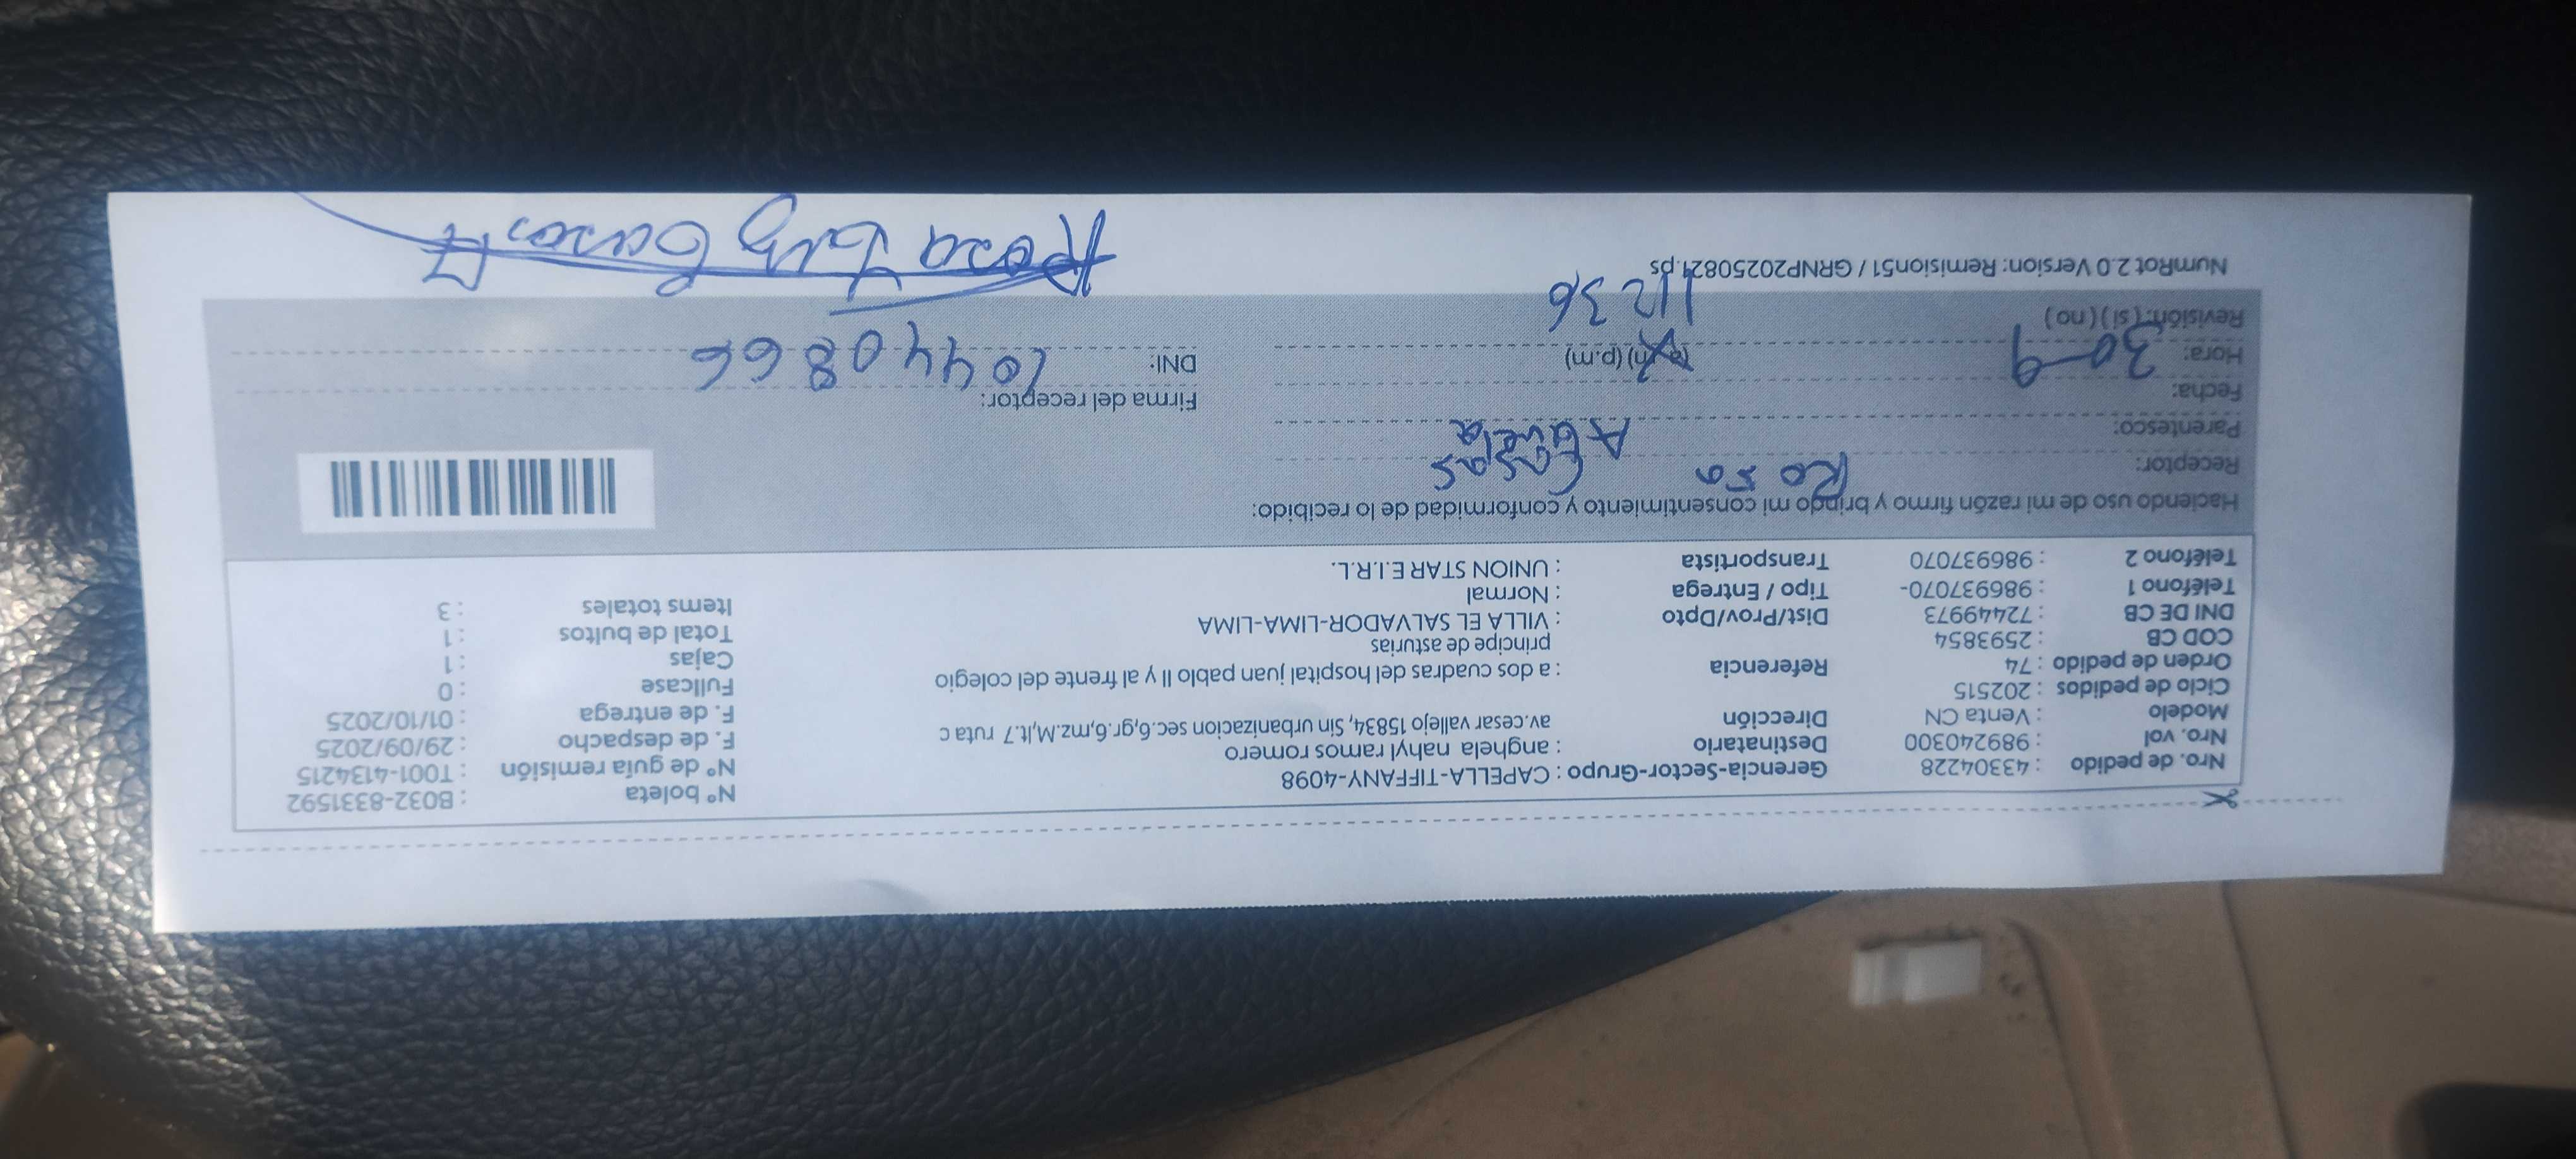 Nro. de pedido : 43304228 Gerencia-Sector-Grupo : CAPELLA-TIFFANY-4098 N° boleta : B032-8331592
Nro. vol : 989240300 Destinatario : anghela nahyl ramos romero N° de guía remisión : T001-4134215
Modelo : Venta CN Dirección av.cesar vallejo 15834, Sin urbanizacion sec.6,gr.6,mz.M,lt.7 ruta c F. de despacho : 29/09/2025
Ciclo de pedidos : 202515 F. de entrega : 01/10/2025
Orden de pedido : 74 Referencia : a dos cuadras del hospital juan pablo II y al frente del colegio Fullcase : 0
COD CB : 2593854 principe de asturias Cajas : 1
DNI DE CB : 72449973 Dist/Prov/Dpto : VILLA EL SALVADOR-LIMA-LIMA Total de bultos : 1
Teléfono 1 : 986937070- Tipo / Entrega : Normal Items totales : 3
Teléfono 2 : 986937070 Transportista : UNION STAR E.I.R.L.
Haciendo uso de mi razón firmo y brindo mi consentimiento y conformidad de lo recibido:
Receptor: Rosa Casas
Parentesco: Abuela
Fecha: Firma del receptor:
Hora: 30-9 (a.m) (p.m) DNI: 10440866
Revisión: (si) (no) 11236
NumRot 2.0 Version: Remision51 / GRNP20250821.ps Rosa Luz Casas